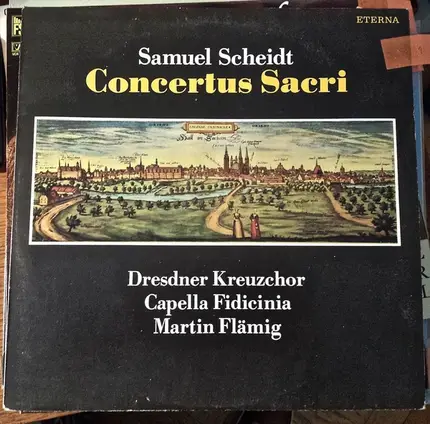 ETERNA
Samuel Scheidt
Concertus Sacri
Dresdner Kreuzchor
Capella Fidicinia
Martin Flämig